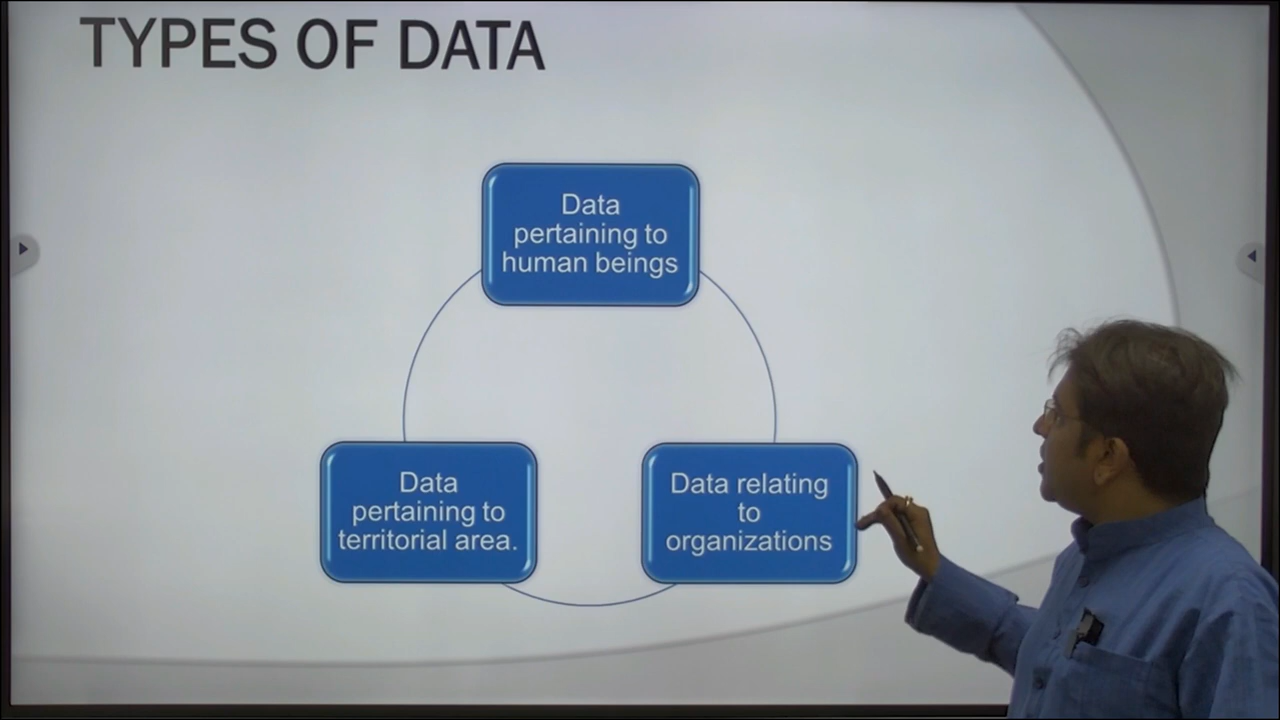 TYPES OF DATA
Data
pertaining to
human beings
Data
pertaining to
territorial area.
Data relating
to
organizations